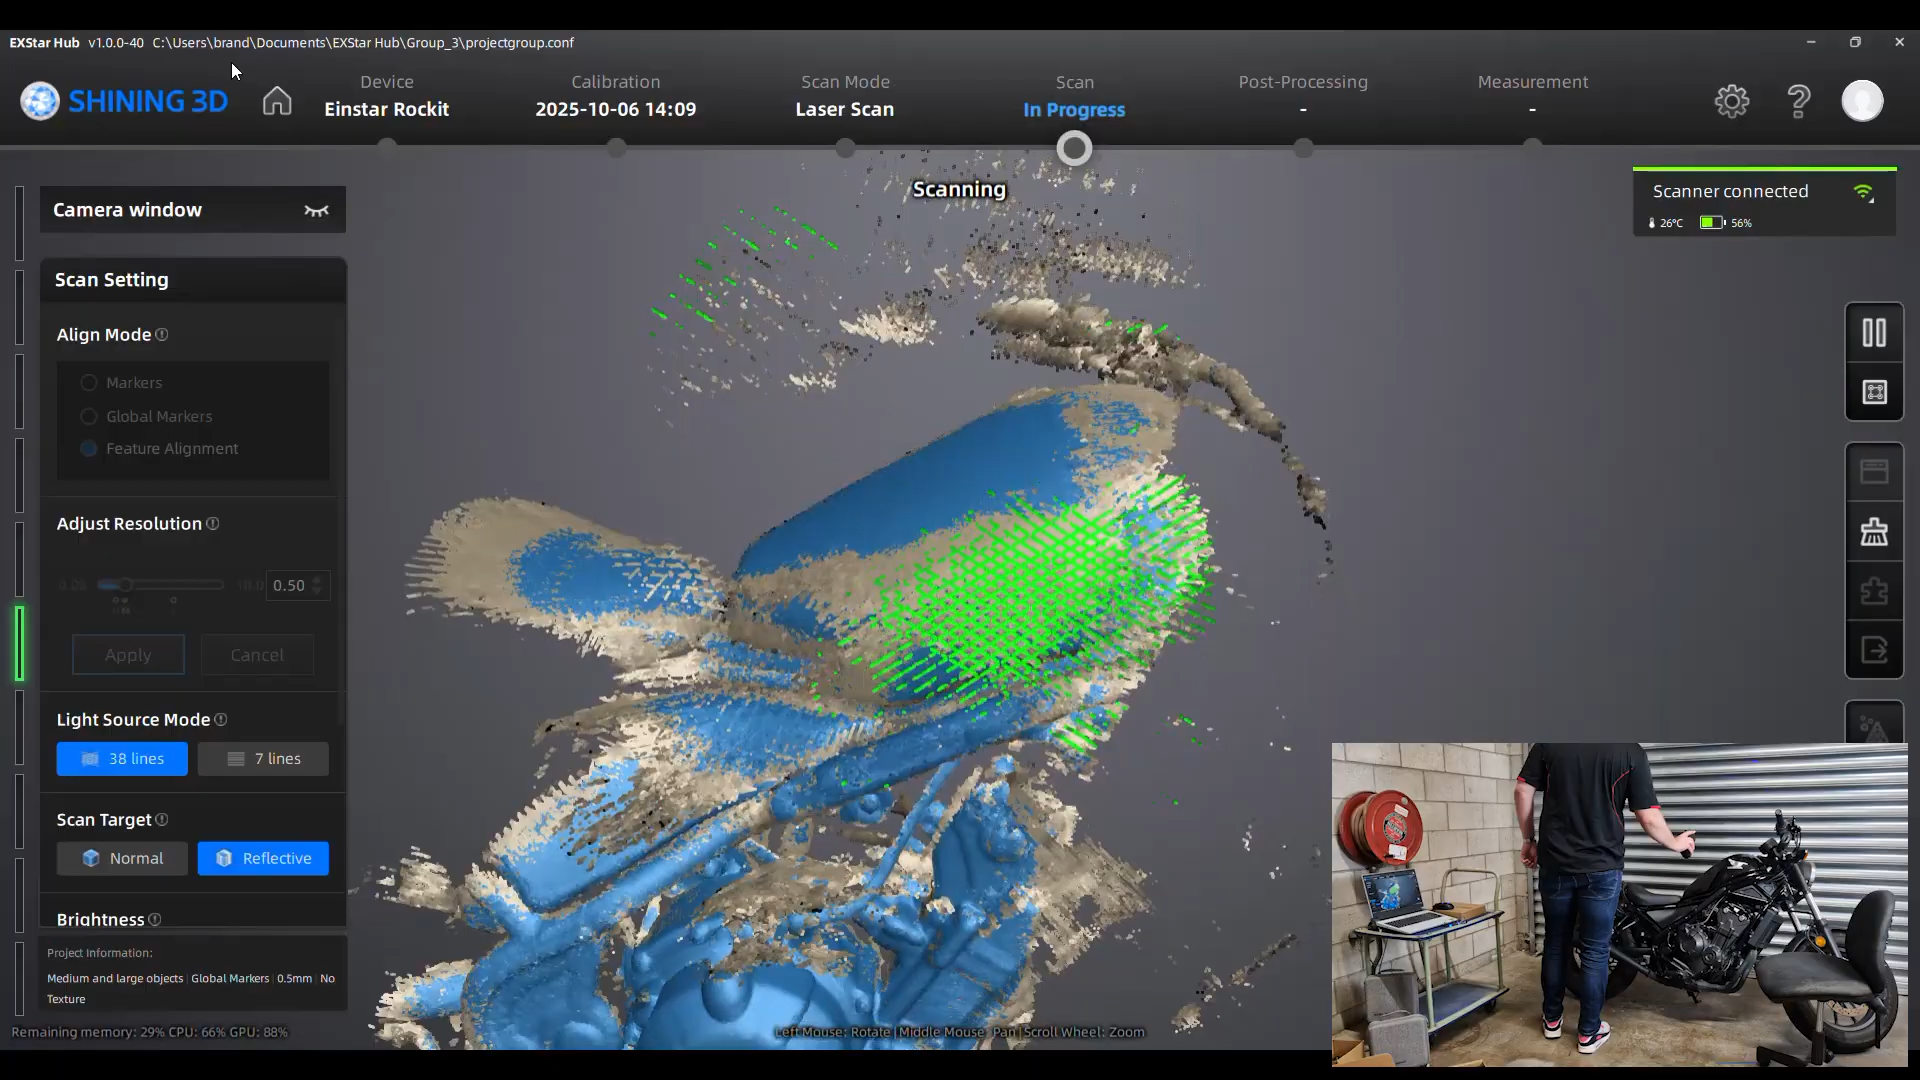 EXStar Hub v1.0.0-40 C:\Users\brand\Documents\EXStar Hub\Group_3\projectgroup.conf
SHINING 3D
Device
Einstar Rockit
Calibration
2025-10-06 14:09
Scan Mode
Laser Scan
Scan
In Progress
Post-Processing
-
Measurement
-
Scanning
Scanner connected
26°C 56%
Camera window
Scan Setting
Align Mode
Markers
Global Markers
Feature Alignment
Adjust Resolution
0.50
Apply Cancel
Light Source Mode
38 lines 7 lines
Scan Target
Normal Reflective
Brightness
Project Information:
Medium and large objects | Global Markers | 0.5mm | No
Texture
Remaining memory: 29% CPU: 66% GPU: 88%
Left Mouse: Rotate | Middle Mouse: Pan | Scroll Wheel: Zoom